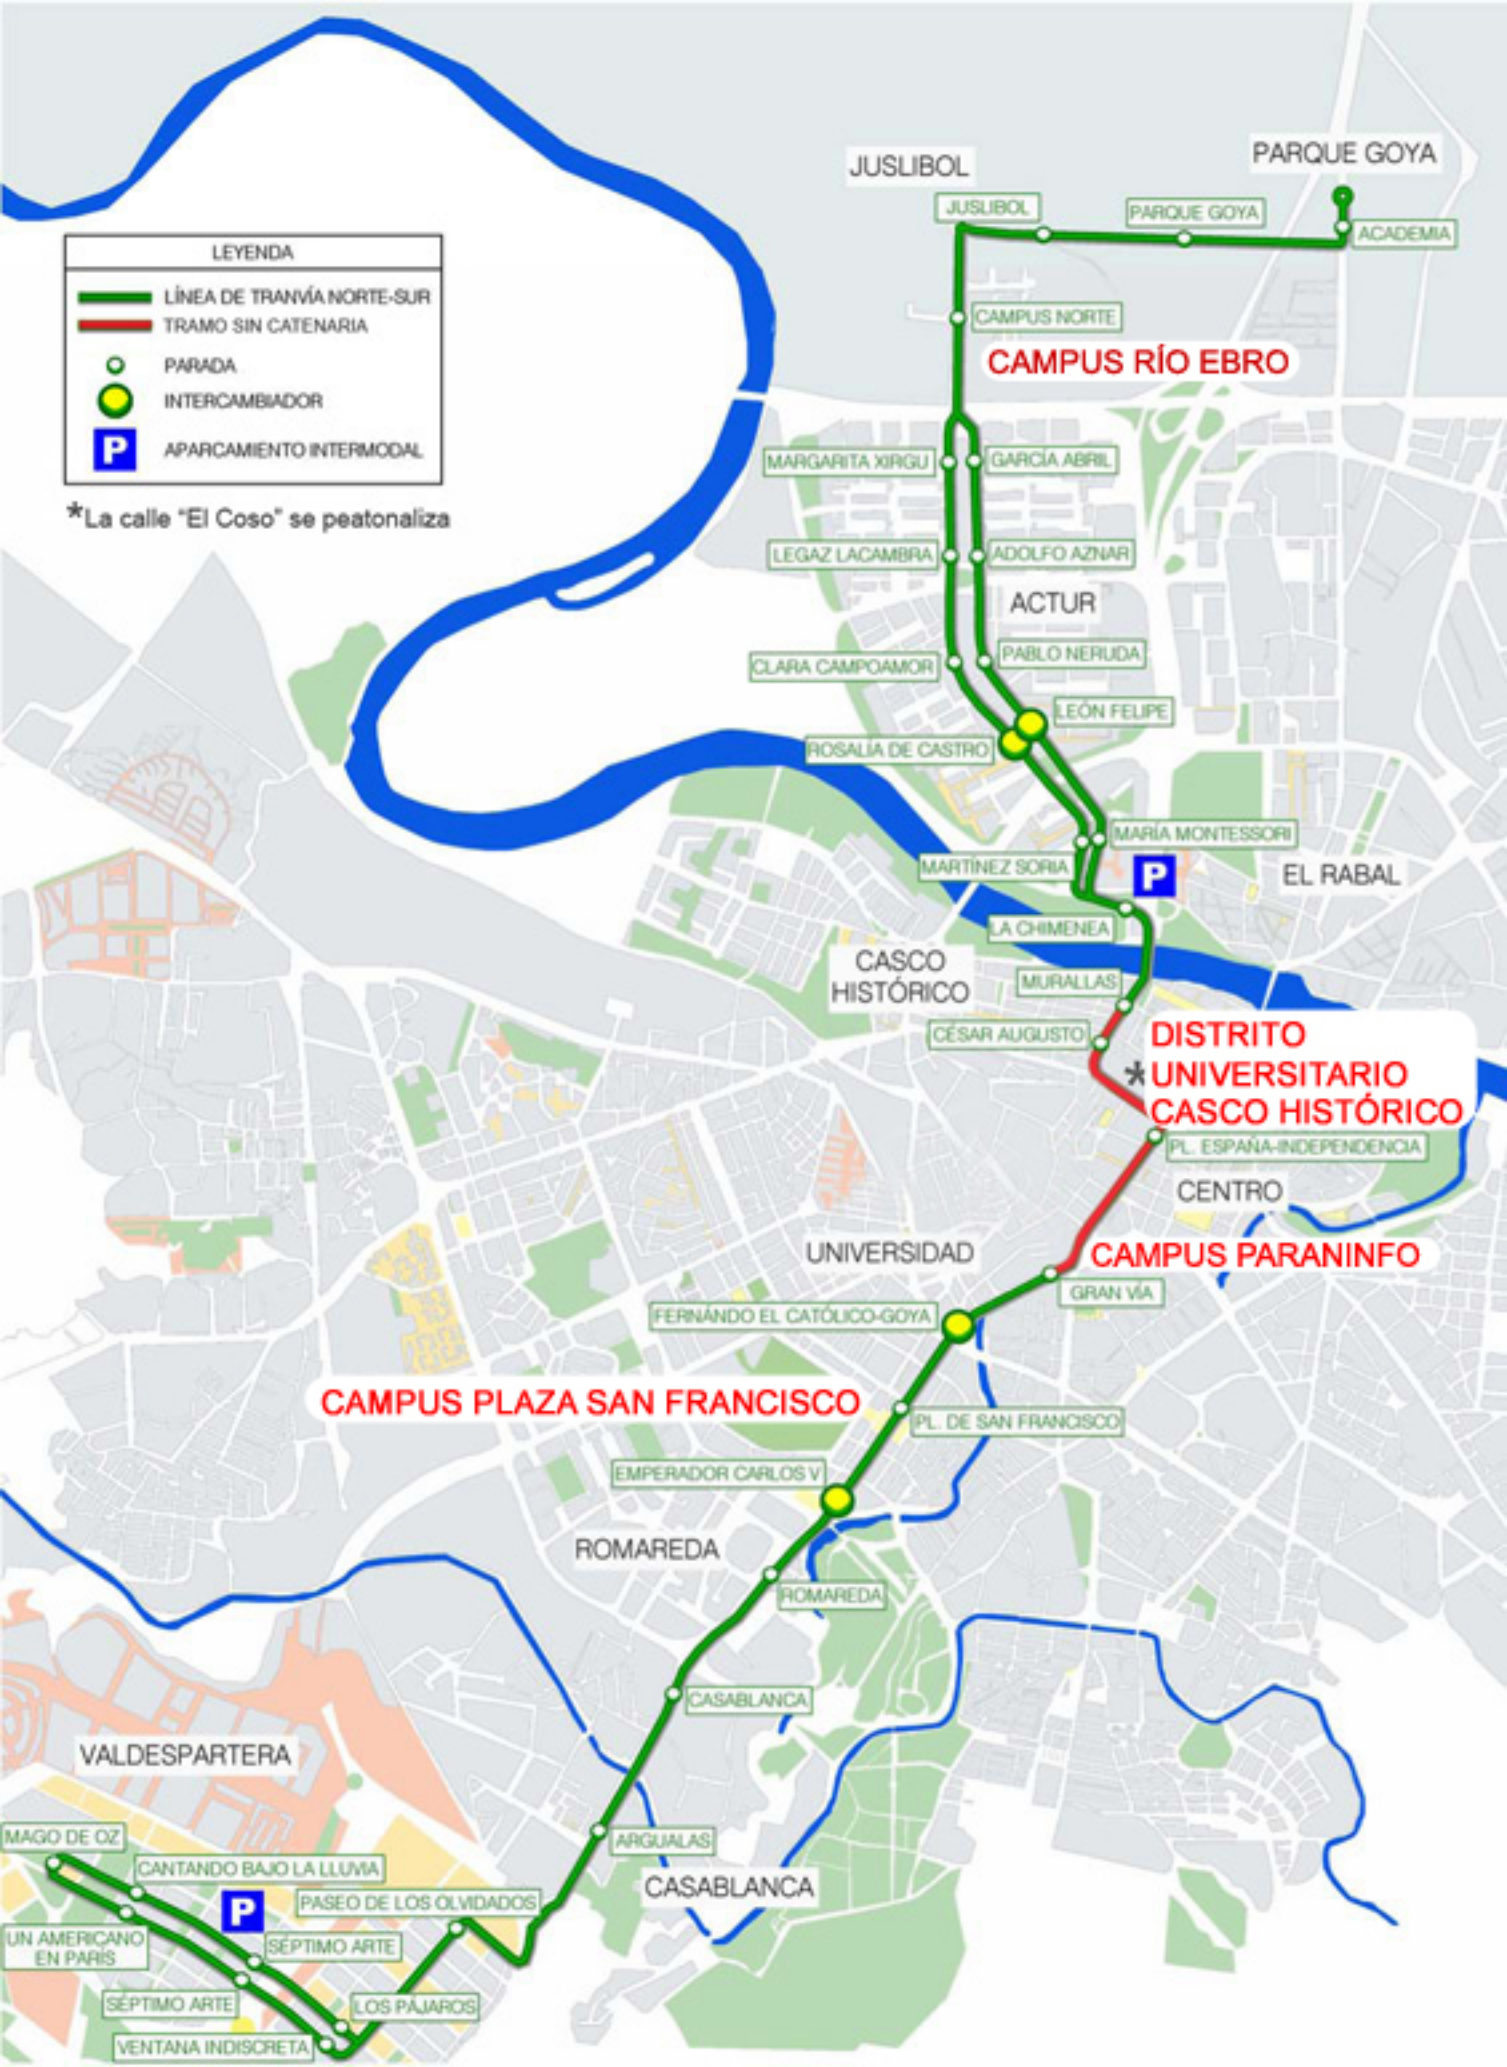 JUSLIBOL
PARQUE GOYA
JUSLIBOL
PARQUE GOYA
ACADEMIA
LEYENDA
LÍNEA DE TRANVÍA NORTE-SUR
TRAMO SIN CATENARIA
PARADA
INTERCAMBIADOR
P APARCAMIENTO INTERMODAL
*La calle "El Coso" se peatonaliza
CAMPUS NORTE
CAMPUS RÍO EBRO
MARGARITA XIRGU
GARCÍA ABRIL
LEGAZ LACAMBRA
ADOLFO AZNAR
ACTUR
CLARA CAMPOAMOR
PABLO NERUDA
LEÓN FELIPE
ROSALÍA DE CASTRO
MARÍA MONTESSORI
MARTÍNEZ SORIA
P
EL RABAL
LA CHIMENEA
CASCO
HISTÓRICO
MURALLAS
CÉSAR AUGUSTO
DISTRITO
*UNIVERSITARIO
CASCO HISTÓRICO
PL. ESPAÑA-INDEPENDENCIA
CENTRO
UNIVERSIDAD
CAMPUS PARANINFO
GRAN VÍA
FERNÁNDO EL CATÓLICO-GOYA
CAMPUS PLAZA SAN FRANCISCO
PL. DE SAN FRANCISCO
EMPERADOR CARLOS V
ROMAREDA
ROMAREDA
CASABLANCA
VALDESPARTERA
ARGUALAS
CASABLANCA
MAGO DE OZ
CANTANDO BAJO LA LLUVIA
P
PASEO DE LOS OLVIDADOS
UN AMERICANO
EN PARÍS
SÉPTIMO ARTE
SÉPTIMO ARTE
LOS PÁJAROS
VENTANA INDISCRETA